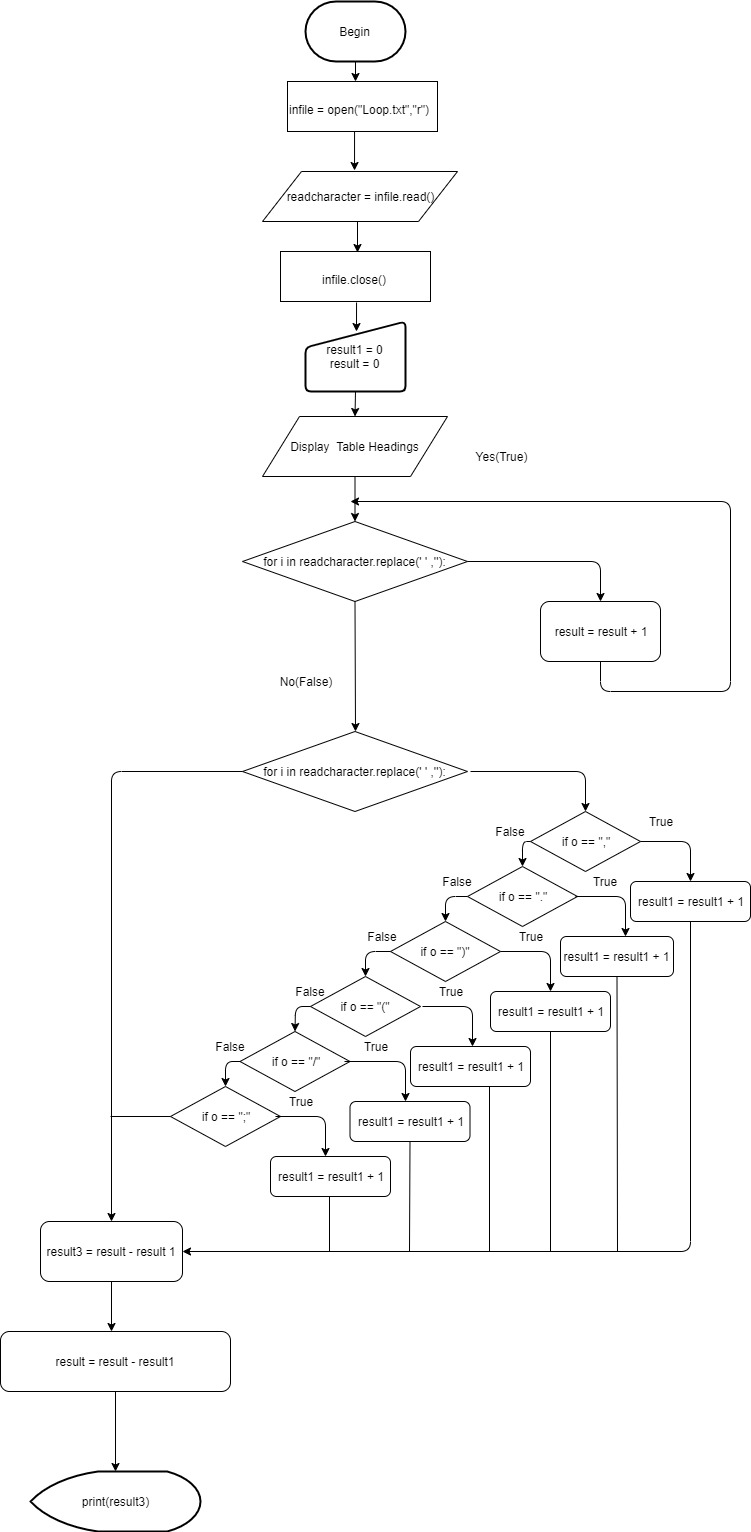 Begin
infile = open("Loop.txt","r")
readcharacter = infile.read()
infile.close()
result1 = 0
result = 0
Display Table Headings
Yes(True)
for i in readcharacter.replace(' ' ,''):
result = result + 1
No(False)
for i in readcharacter.replace(' ' ,''):
True
False
if o == ","
False
True
if o == "."
result1 = result1 + 1
False
True
if o == ")"
result1 = result1 + 1
False
True
if o == "("
result1 = result1 + 1
False
True
if o == "/"
result1 = result1 + 1
True
if o == ";"
result1 = result1 + 1
result1 = result1 + 1
result3 = result - result 1
result = result - result1
print(result3)